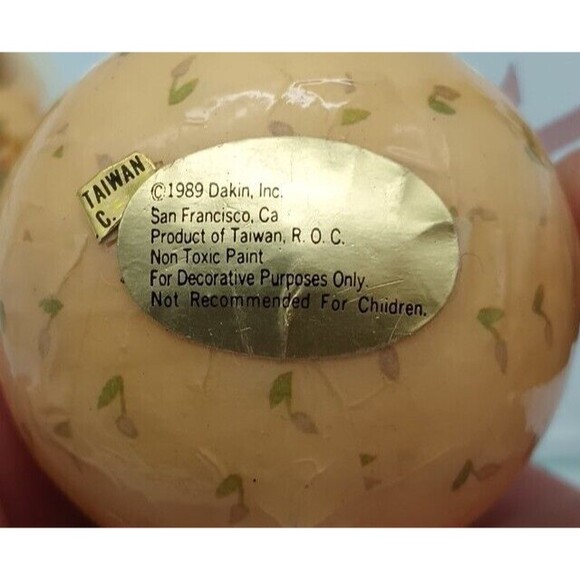 TAIWAN
C.
©1989 Dakin, Inc.
San Francisco, Ca
Product of Taiwan, R. O. C.
Non Toxic Paint
For Decorative Purposes Only.
Not Recommended For Children.